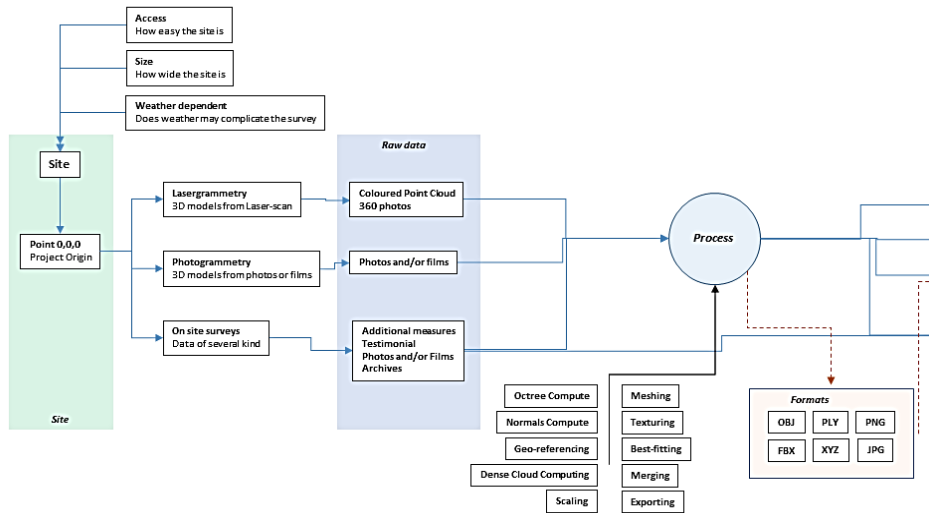 Access
How easy the site is
Size
How wide the site is
Weather dependent
Does weather may complicate the survey
Site
Point 0,0,0
Project Origin
Site
Lasergrammetry
3D models from Laser-scan
Photogrammetry
3D models from photos or films
On site surveys
Data of several kind
Raw data
Coloured Point Cloud
360 photos
Photos and/or films
Additional measures
Testimonial
Photos and/or Films
Archives
Process
Octree Compute
Normals Compute
Geo-referencing
Dense Cloud Computing
Scaling
Meshing
Texturing
Best-fitting
Merging
Exporting
Formats
OBJ PLY PNG
FBX XYZ JPG